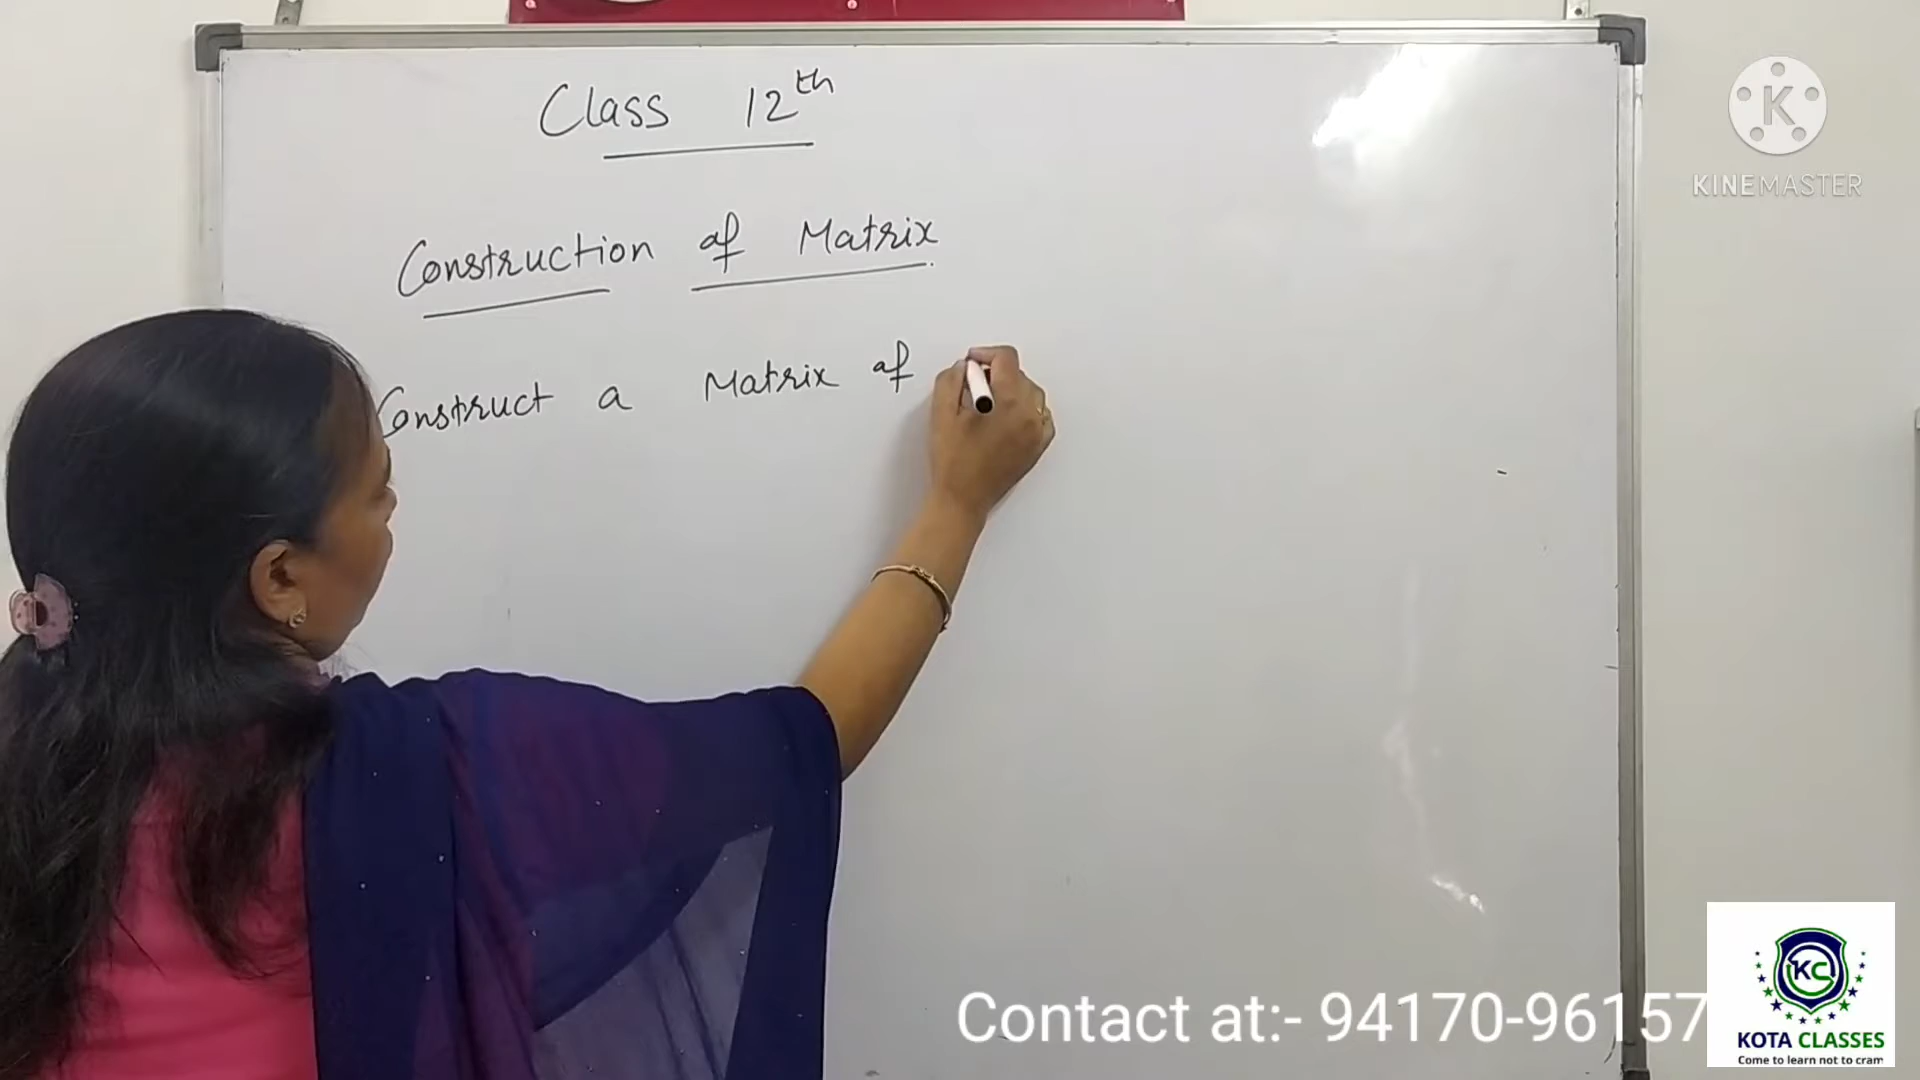 Class 12th
Construction of Matrix.
Construct a Matrix of
K
KINEMASTER
Contact at:- 94170-96157
KC
KOTA CLASSES
Come to learn not to cram